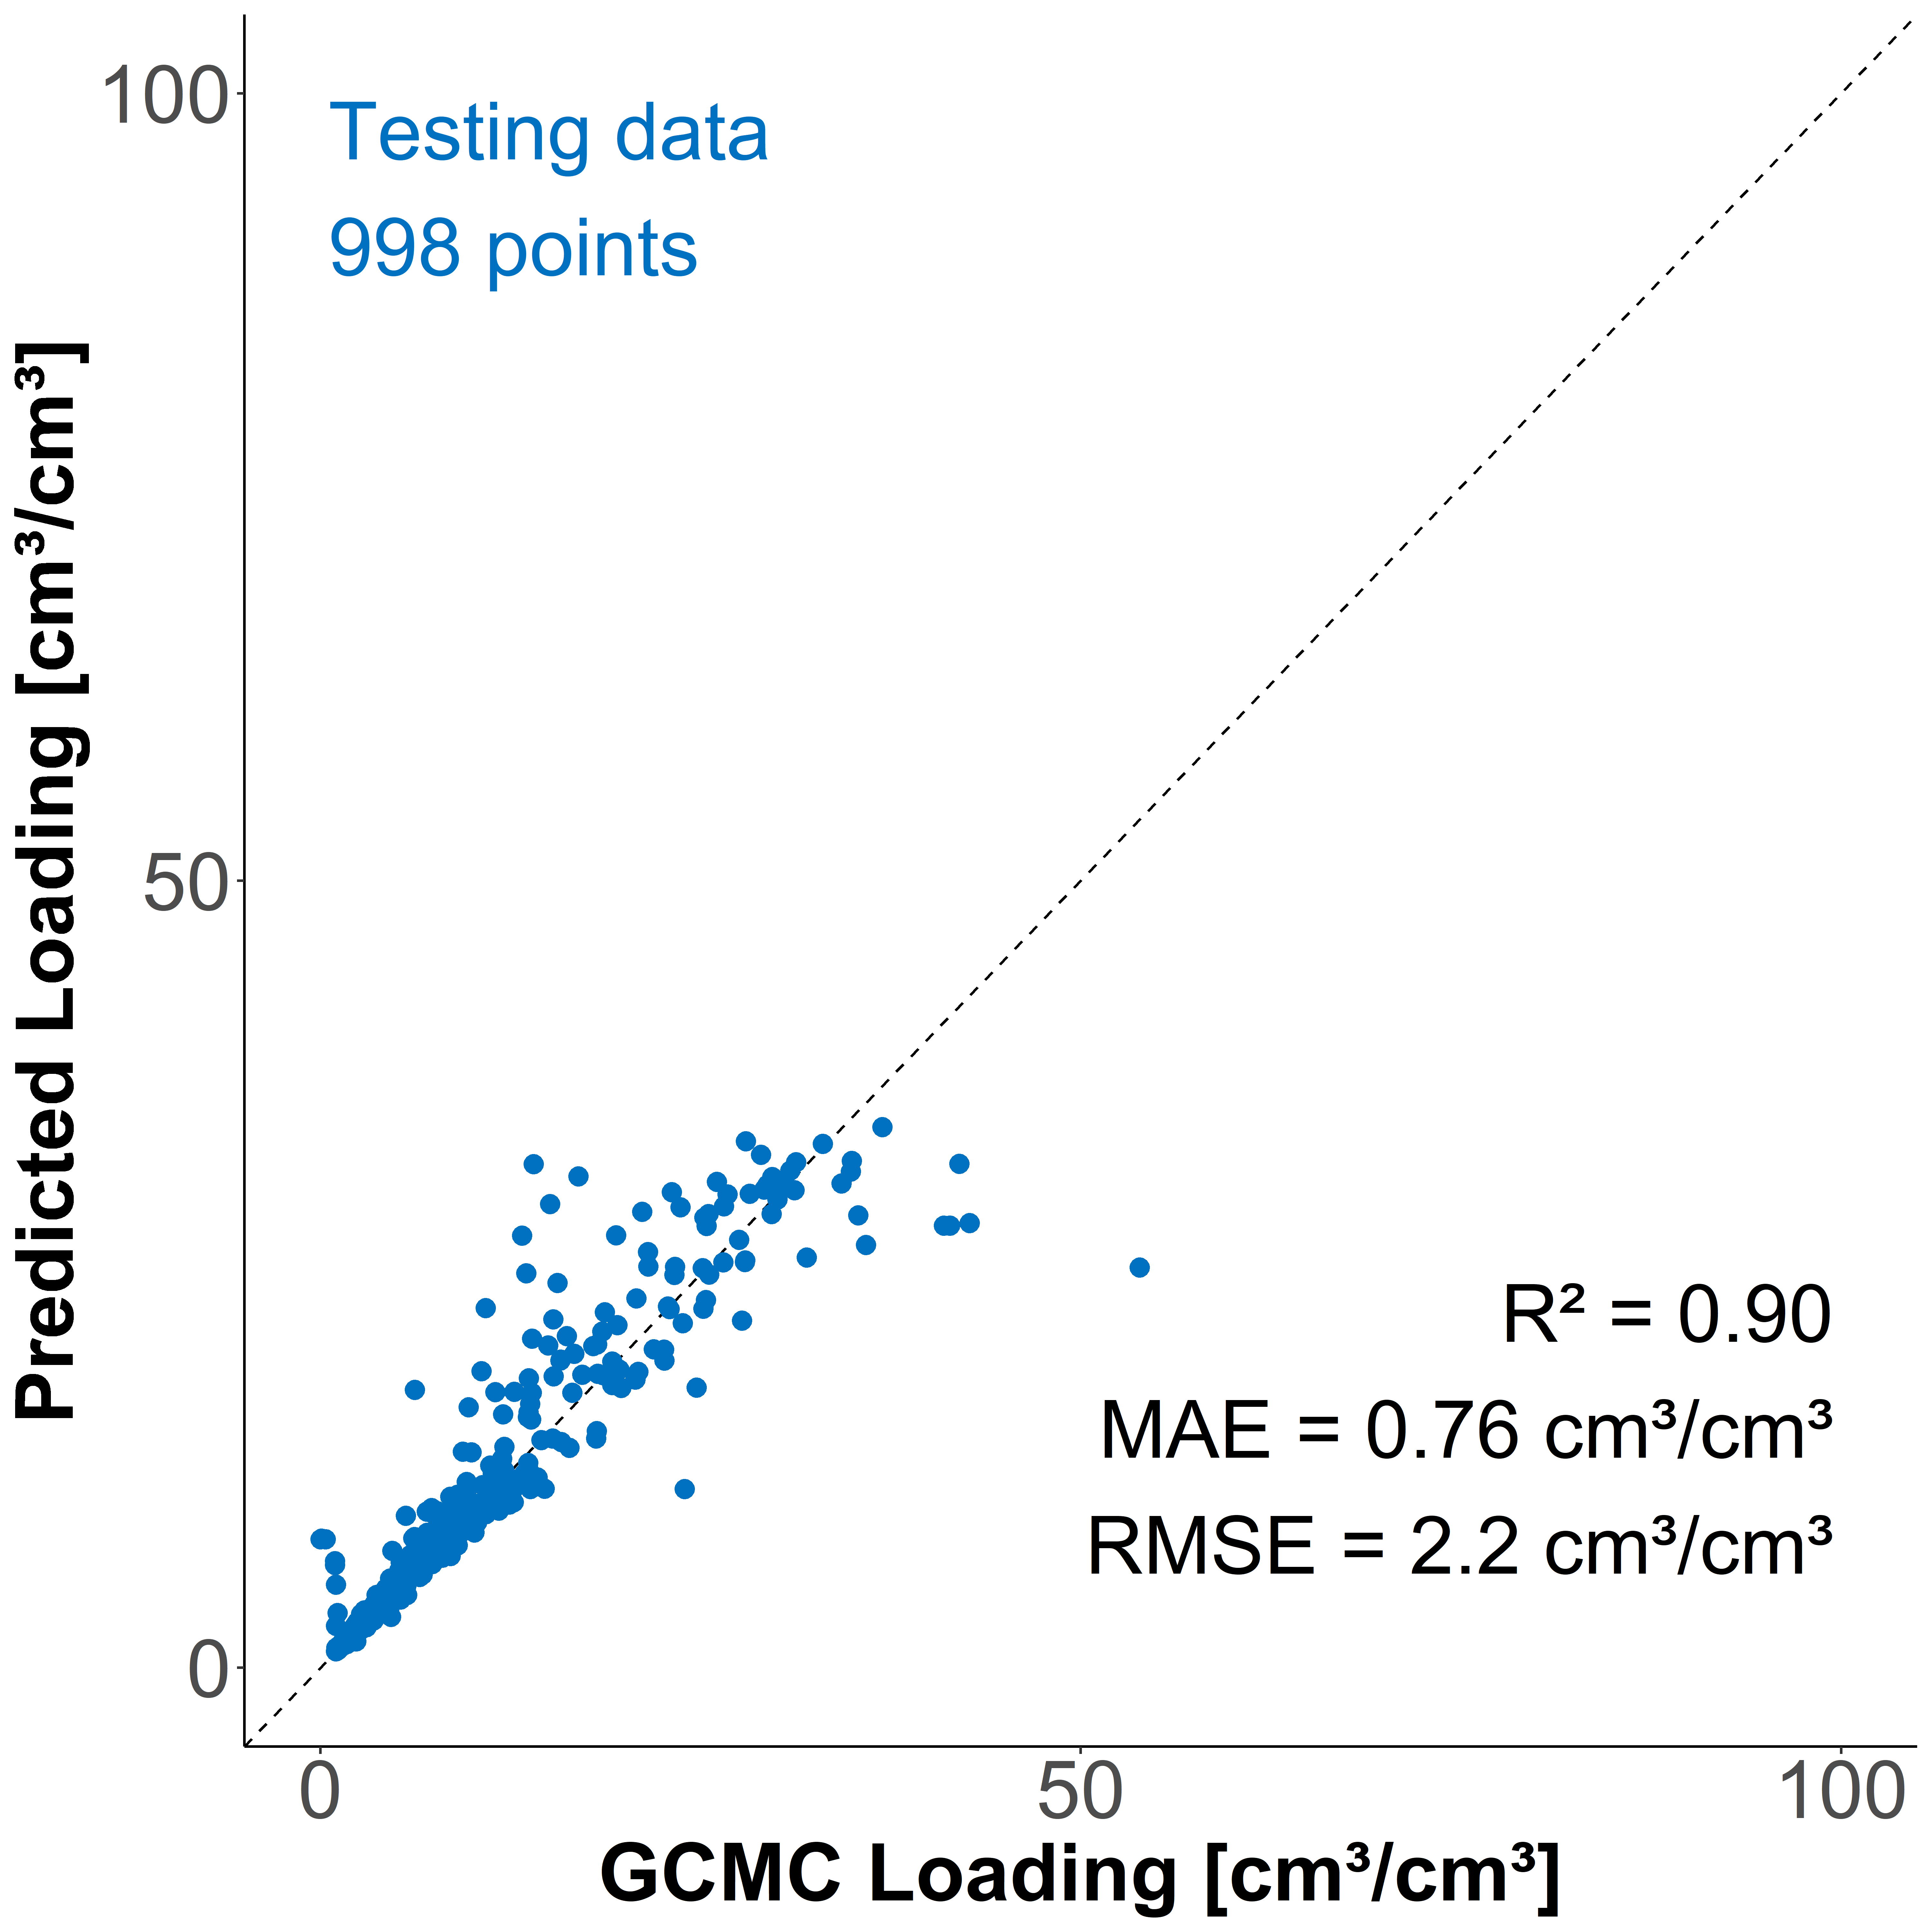 Predicted Loading [cm³/cm³]
100
50
0
Testing data
998 points
R² = 0.90
MAE = 0.76 cm³/cm³
RMSE = 2.2 cm³/cm³
0
50
100
GCMC Loading [cm³/cm³]